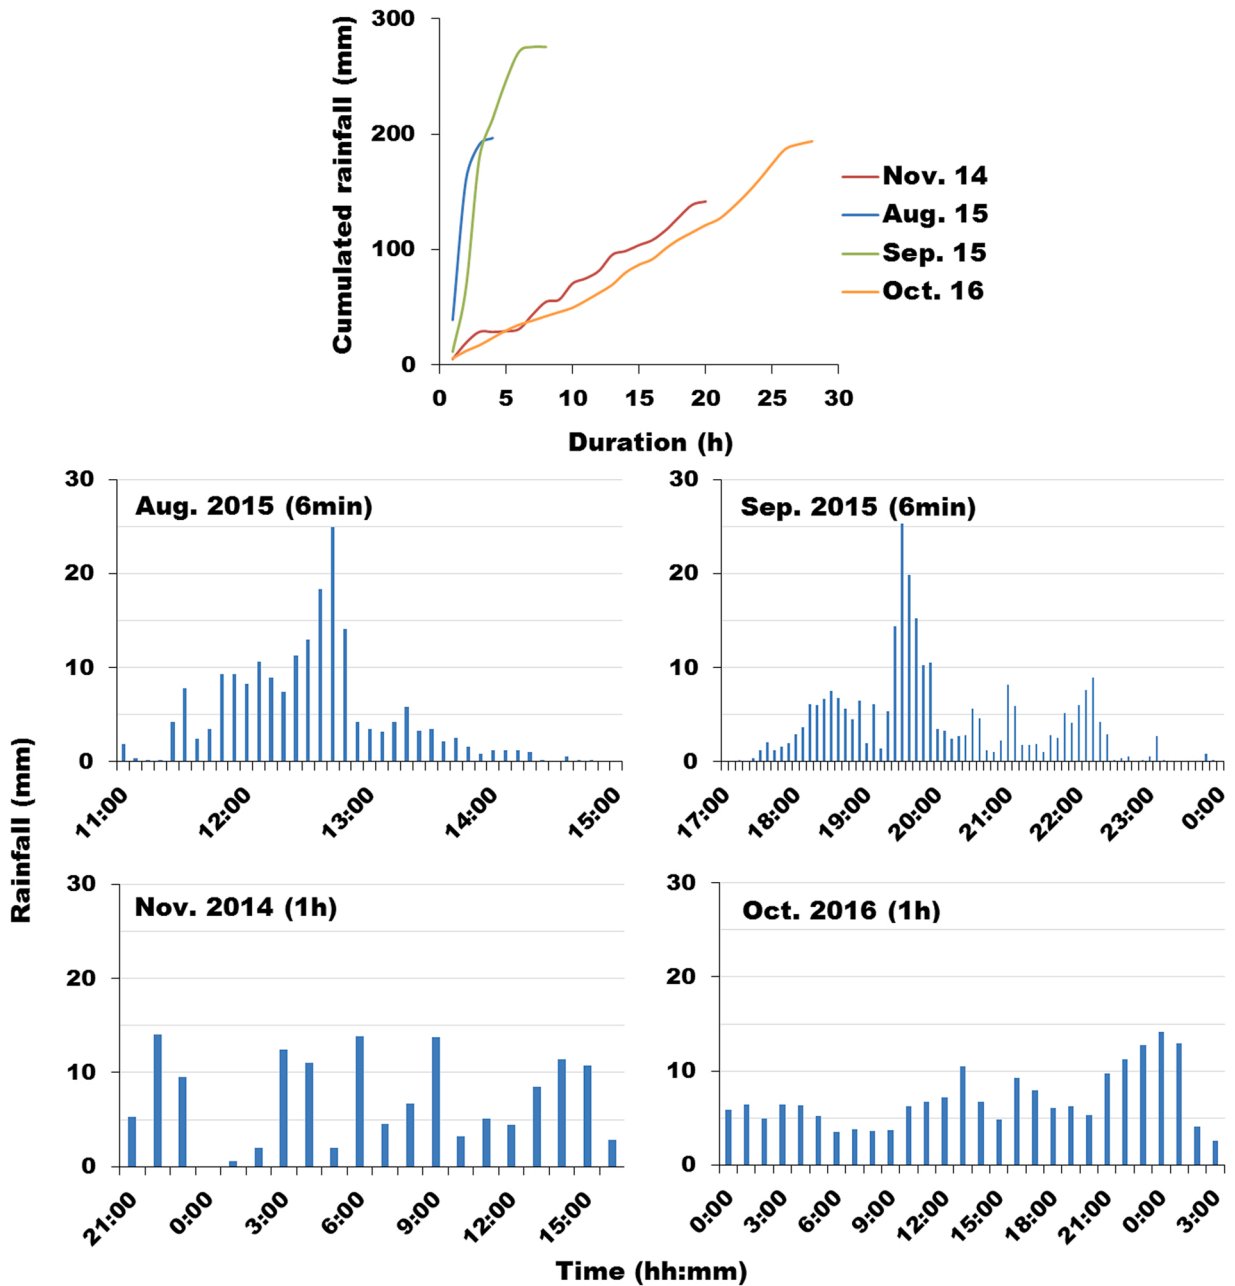 Cumulated rainfall (mm)
300
200
100
0
0 5 10 15 20 25 30
Duration (h)
Nov. 14
Aug. 15
Sep. 15
Oct. 16
Rainfall (mm)
Aug. 2015 (6min)
30
20
10
0
11:00 12:00 13:00 14:00 15:00
Sep. 2015 (6min)
30
20
10
0
17:00 18:00 19:00 20:00 21:00 22:00 23:00 0:00
Nov. 2014 (1h)
30
20
10
0
21:00 0:00 3:00 6:00 9:00 12:00 15:00
Oct. 2016 (1h)
30
20
10
0
0:00 3:00 6:00 9:00 12:00 15:00 18:00 21:00 0:00 3:00
Time (hh:mm)